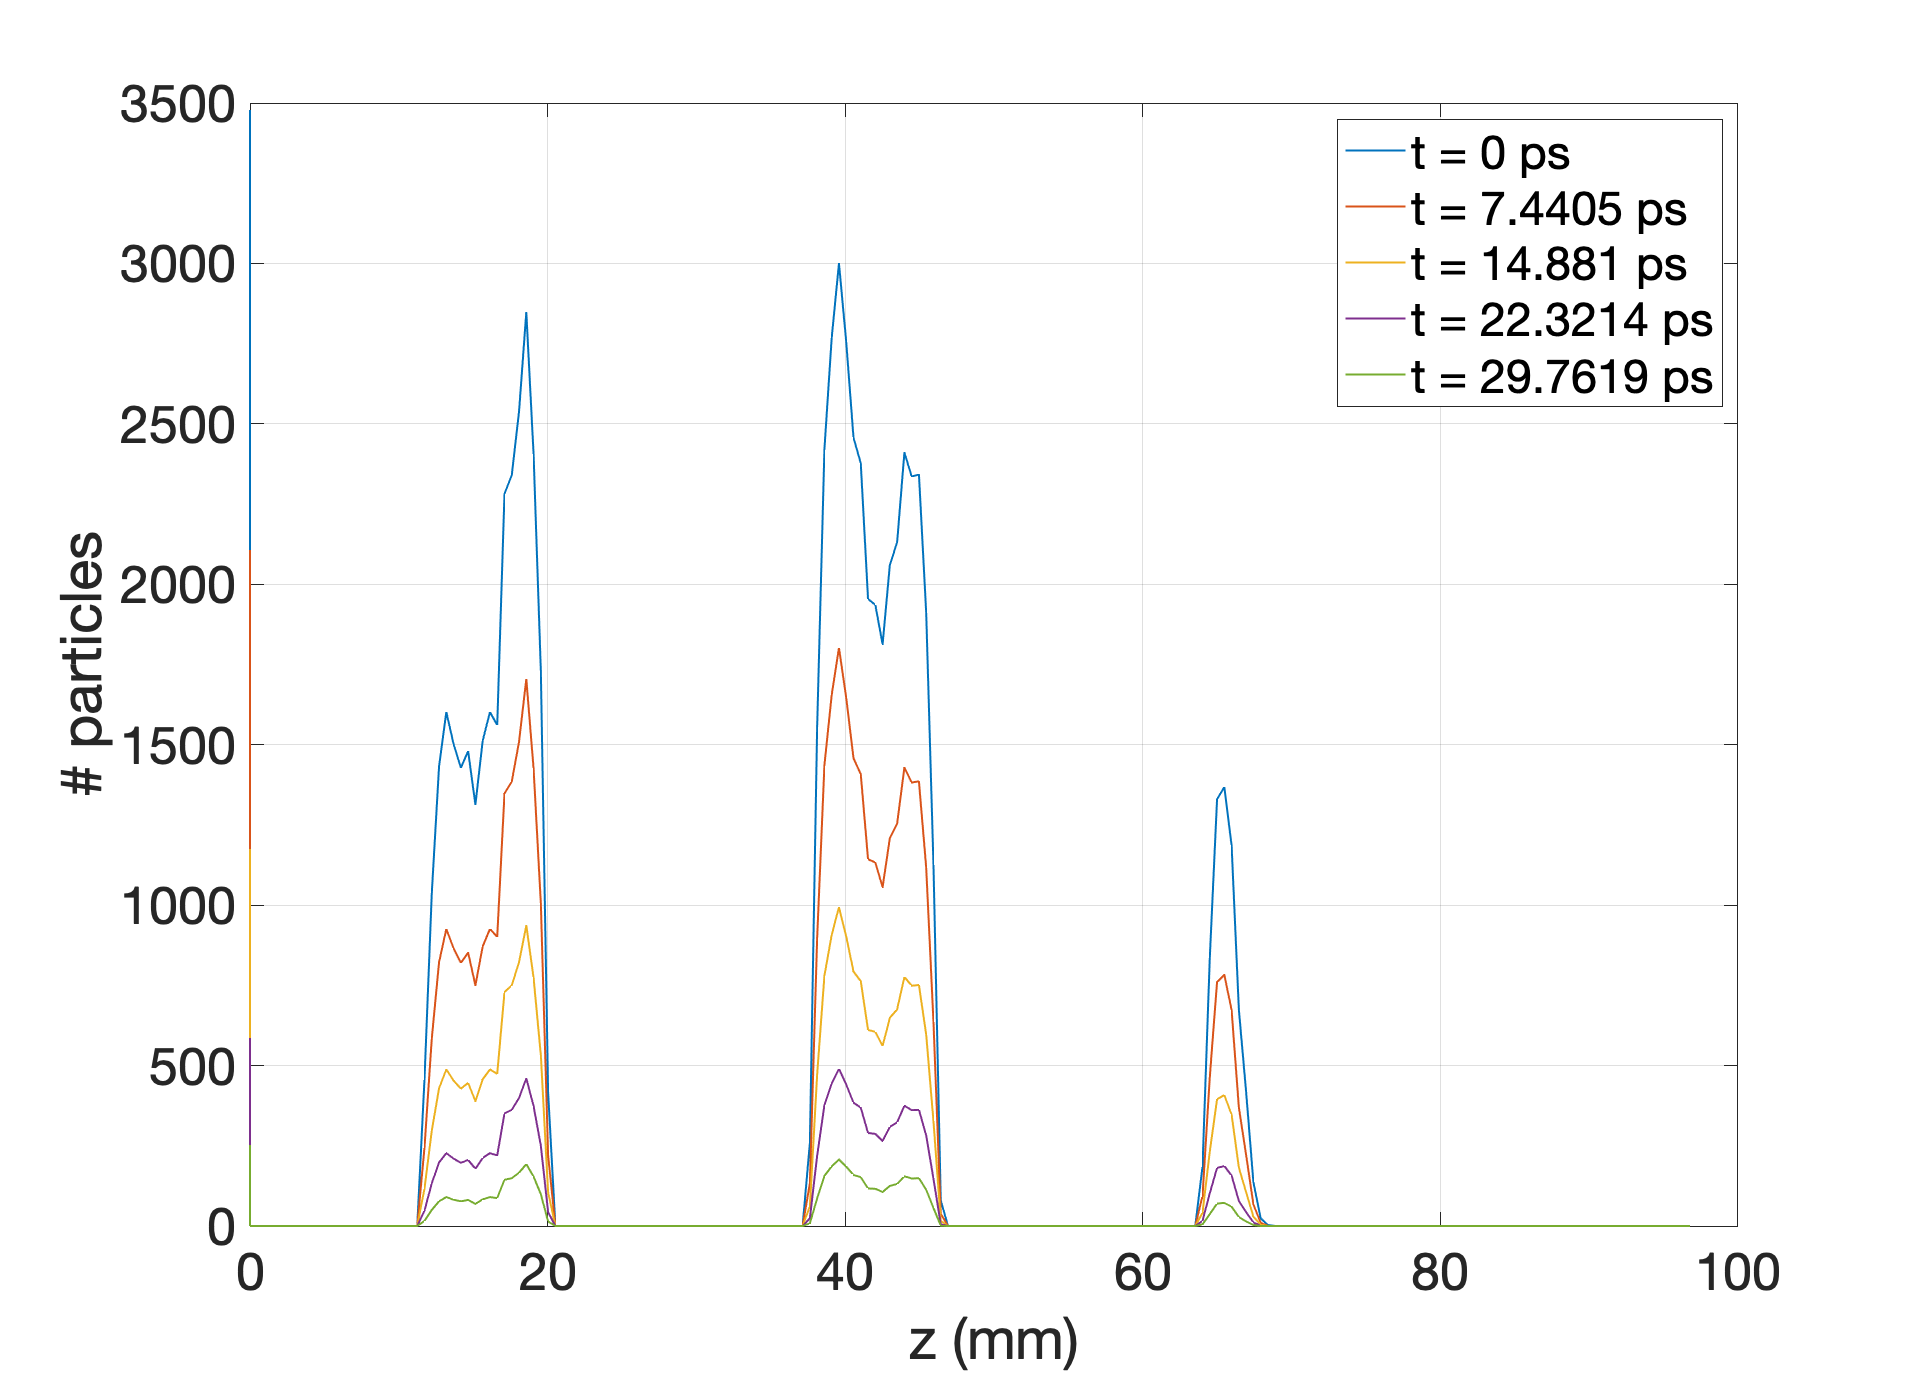 3500
3000
2500
2000
1500
1000
500
0
# particles
0 20 40 60 80 100
z (mm)
t = 0 ps
t = 7.4405 ps
t = 14.881 ps
t = 22.3214 ps
t = 29.7619 ps